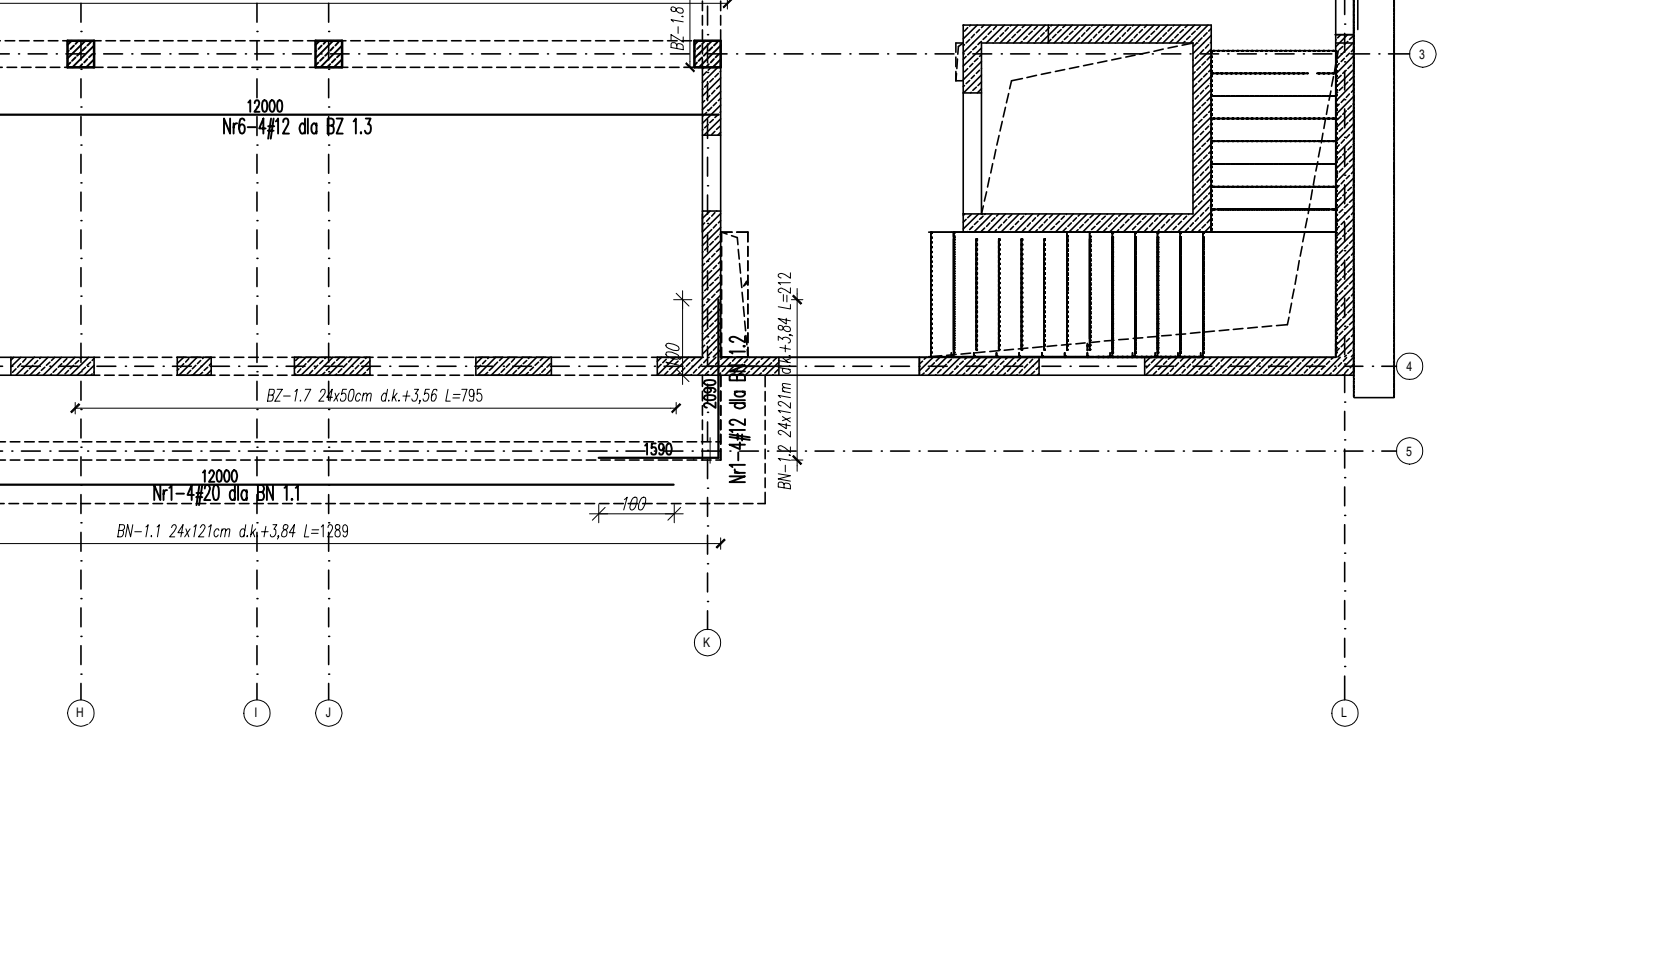 BZ-1.8
3
12000
Nr6-4#12 dla BZ 1.3
100
4
BZ-1.7 24x50cm d.k.+3,56 L=795
2090
Nr1-4#12 dla BN 1.2
BN-1.2 24x121m d.k.+3,84 L=212
1590
5
12000
Nr1-4#20 dla BN 1.1
100
BN-1.1 24x121cm d.k.+3,84 L=1289
K
H
I
J
L